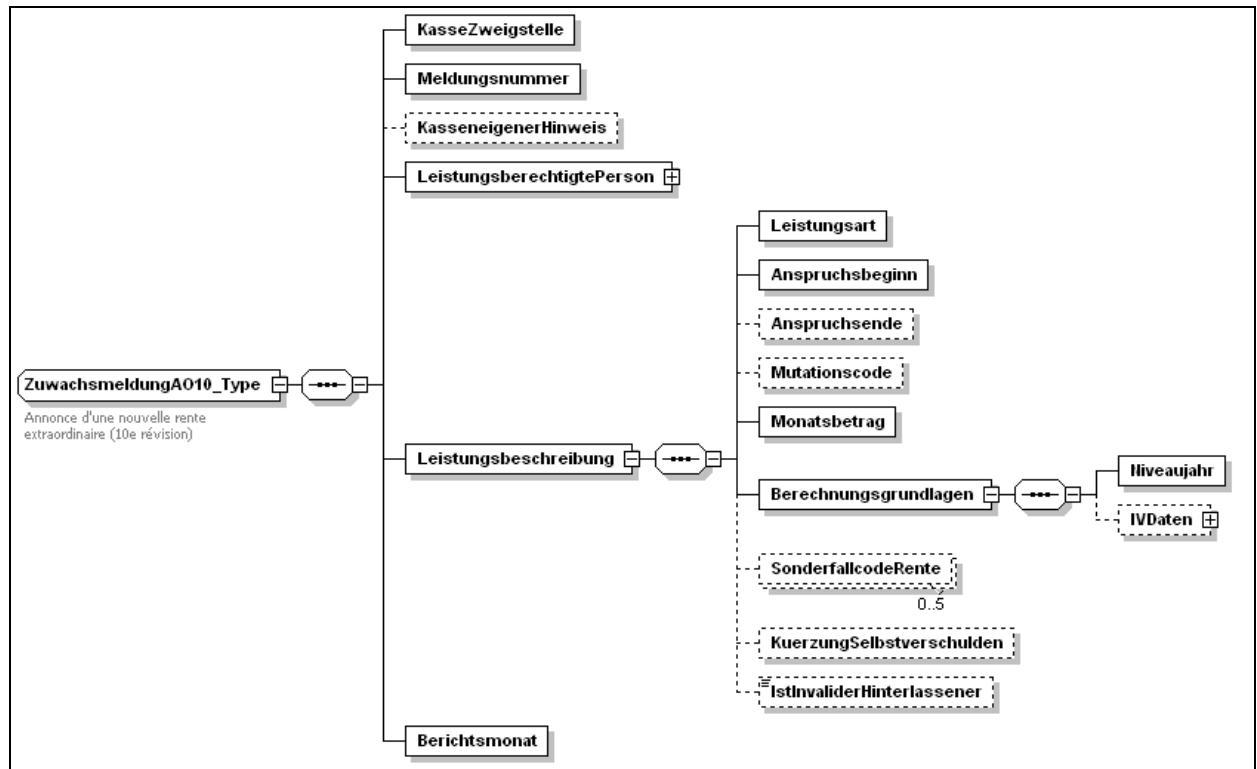 KasseZweigstelle
Meldungsnummer
KasseneigenerHinweis
LeistungsberechtigtePerson
Leistungsart
Anspruchsbeginn
Anspruchsende
Mutationscode
ZuwachsmeldungAO10_Type
Annonce d'une nouvelle rente
extraordinaire (10e révision)
Monatsbetrag
Leistungsbeschreibung
Berechnungsgrundlagen
Niveaujahr
IVDaten
SonderfallcodeRente
0..5
KuerzungSelbstverschulden
IstInvaliderHinterlassener
Berichtsmonat